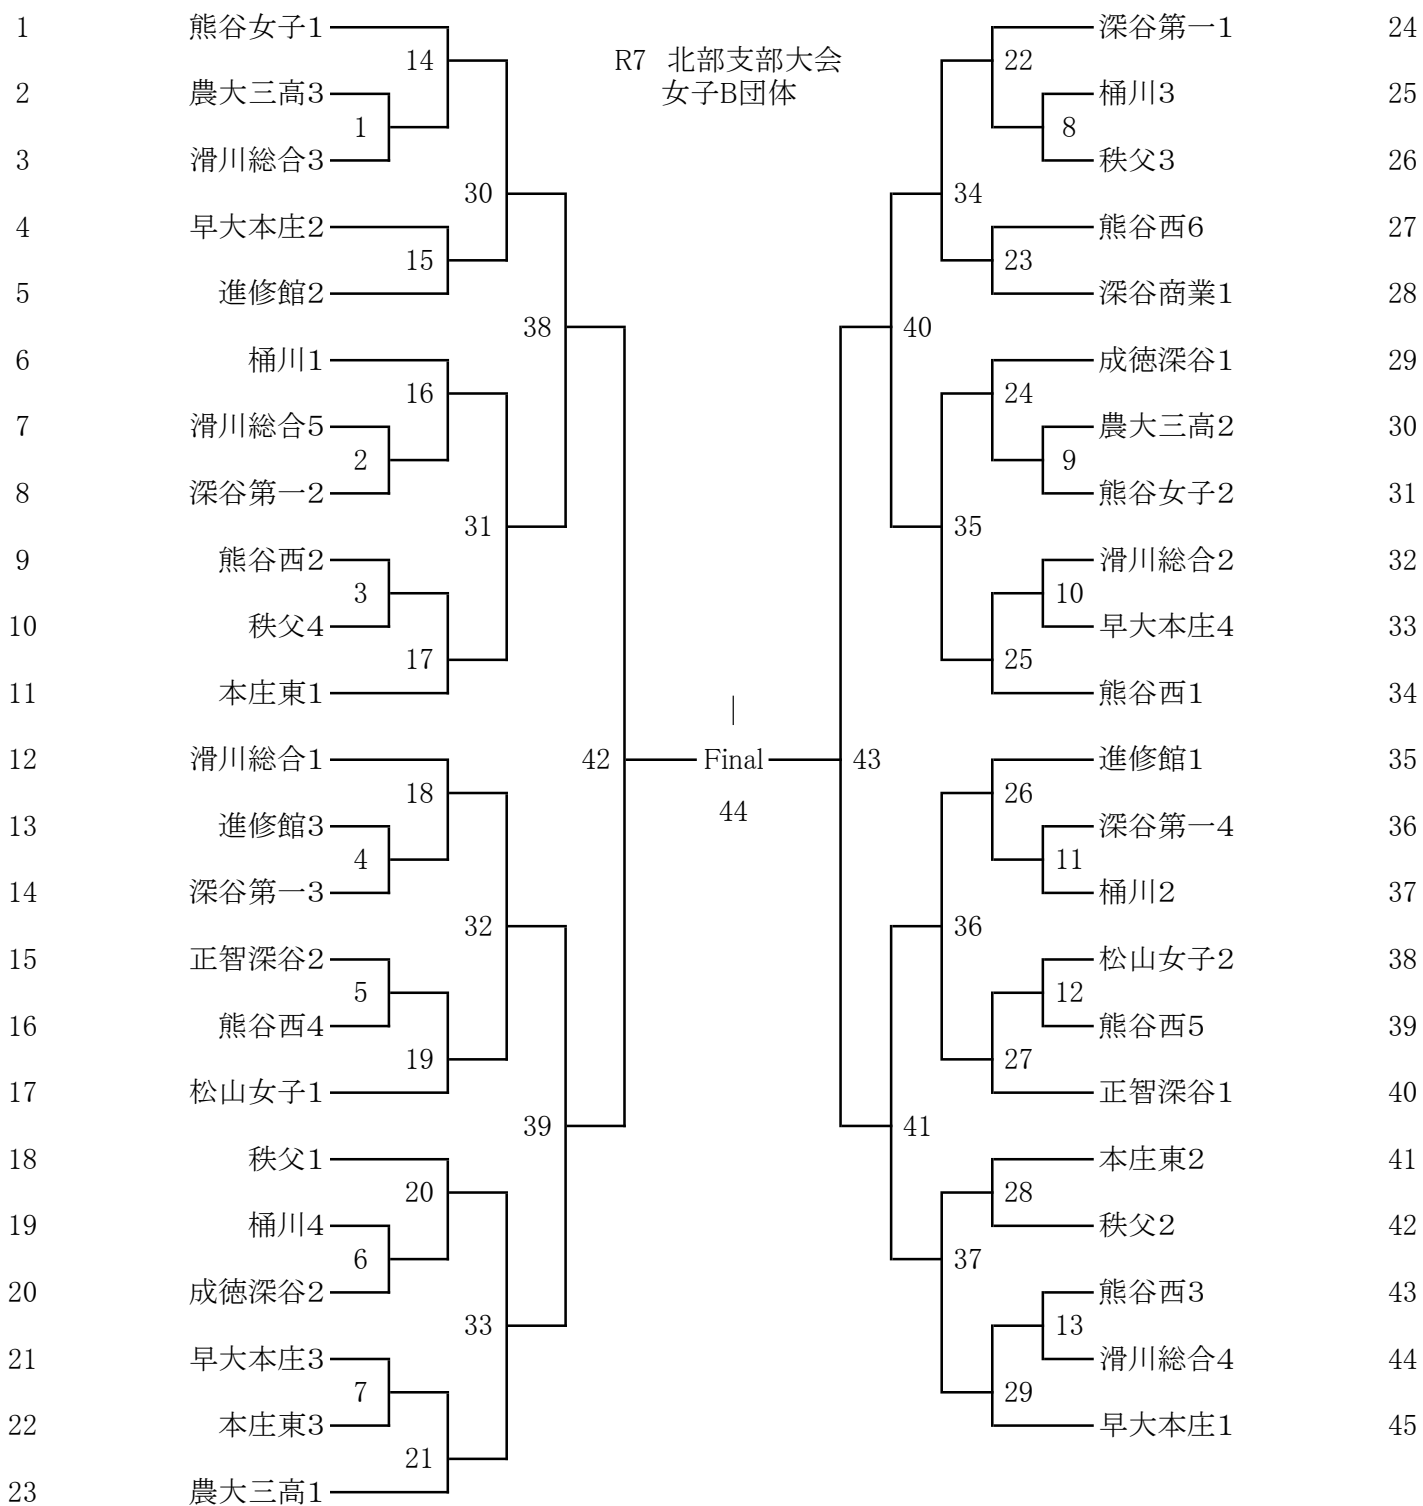 R7 北部支部大会
女子B団体
1 熊谷女子1
14
2 農大三高3
1
3 滑川総合3
30
4 早大本庄2
15
5 進修館2
38
6 桶川1
16
7 滑川総合5
2
8 深谷第一2
31
9 熊谷西2
3
10 秩父4
17
11 本庄東1
12 滑川総合1
42
18
13 進修館3
4
14 深谷第一3
32
15 正智深谷2
5
16 熊谷西4
19
17 松山女子1
39
18 秩父1
20
19 桶川4
6
20 成徳深谷2
33
21 早大本庄3
7
22 本庄東3
21
23 農大三高1
Final
44
深谷第一1 24
22
桶川3 25
8
秩父3 26
34
熊谷西6 27
23
深谷商業1 28
40
成徳深谷1 29
24
農大三高2 30
9
熊谷女子2 31
35
滑川総合2 32
10
早大本庄4 33
25
熊谷西1 34
43
進修館1 35
26
深谷第一4 36
11
桶川2 37
36
松山女子2 38
12
熊谷西5 39
27
正智深谷1 40
41
本庄東2 41
28
秩父2 42
37
熊谷西3 43
13
滑川総合4 44
29
早大本庄1 45